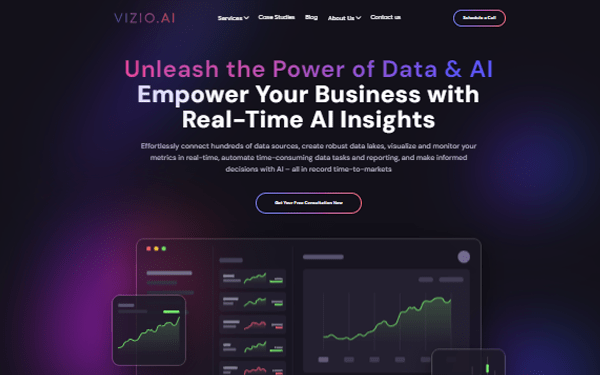 VIZIO.AI
Services Case Studies Blog About Us Contact us
Schedule a Call
Unleash the Power of Data & AI
Empower Your Business with
Real-Time AI Insights
Effortlessly connect hundreds of data sources, create robust data lakes, visualize and monitor your
metrics in real-time, automate time-consuming data tasks and reporting, and make informed
decisions with AI – all in record time-to-markets
Get Your Free Consultation Now